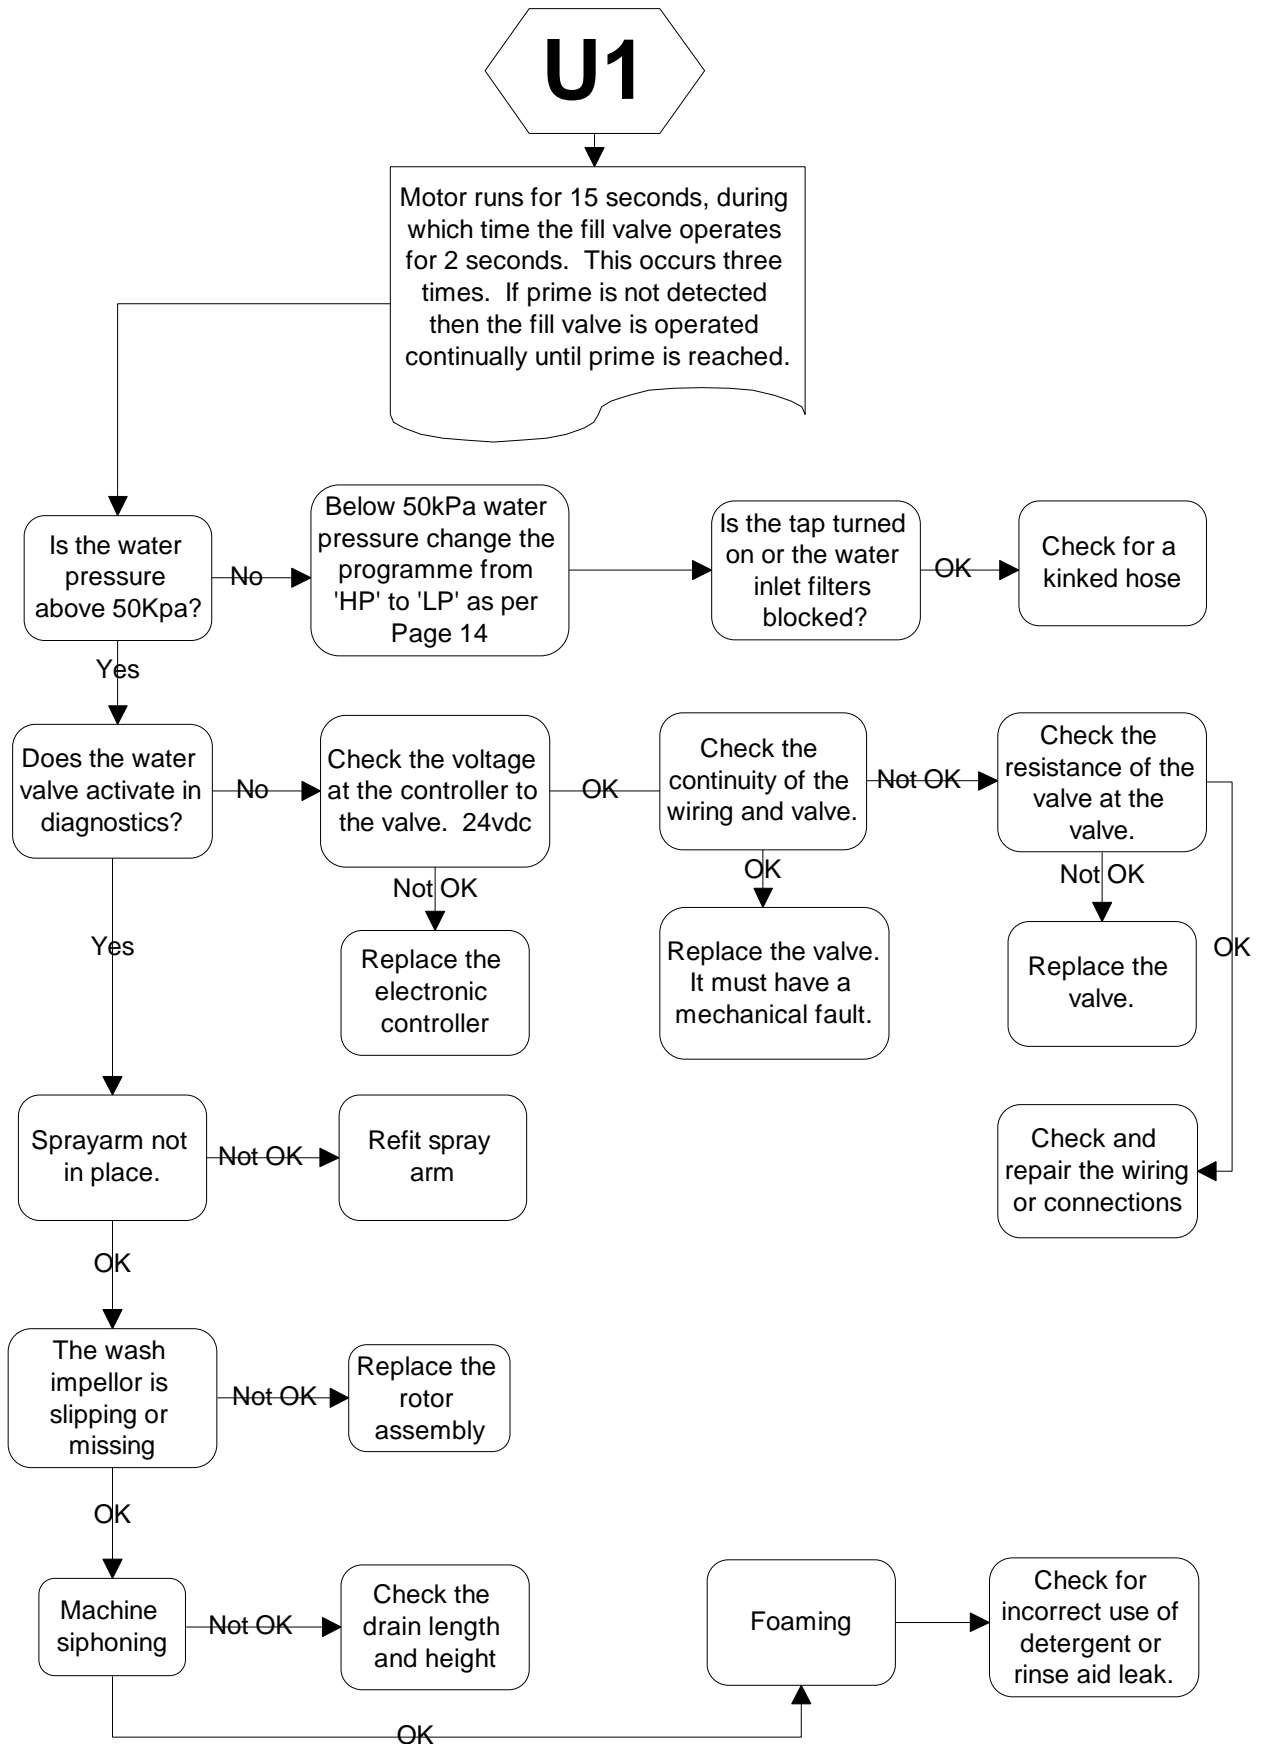 U1
Motor runs for 15 seconds, during
which time the fill valve operates
for 2 seconds.  This occurs three
times.  If prime is not detected
then the fill valve is operated
continually until prime is reached.
Is the water
pressure
above 50Kpa?
No
Below 50kPa water
pressure change the
programme from
'HP' to 'LP' as per
Page 14
Is the tap turned
on or the water
inlet filters
blocked?
OK
Check for a
kinked hose
Yes
Does the water
valve activate in
diagnostics?
No
Check the voltage
at the controller to
the valve.  24vdc
OK
Check the
continuity of the
wiring and valve.
Not OK
Check the
resistance of the
valve at the
valve.
Not OK
Replace the
electronic
controller
OK
Replace the valve.
It must have a
mechanical fault.
Not OK
Replace the
valve.
OK
Check and
repair the wiring
or connections
Yes
Sprayarm not
in place.
Not OK
Refit spray
arm
OK
The wash
impellor is
slipping or
missing
Not OK
Replace the
rotor
assembly
OK
Machine
siphoning
Not OK
Check the
drain length
and height
OK
Foaming
Check for
incorrect use of
detergent or
rinse aid leak.